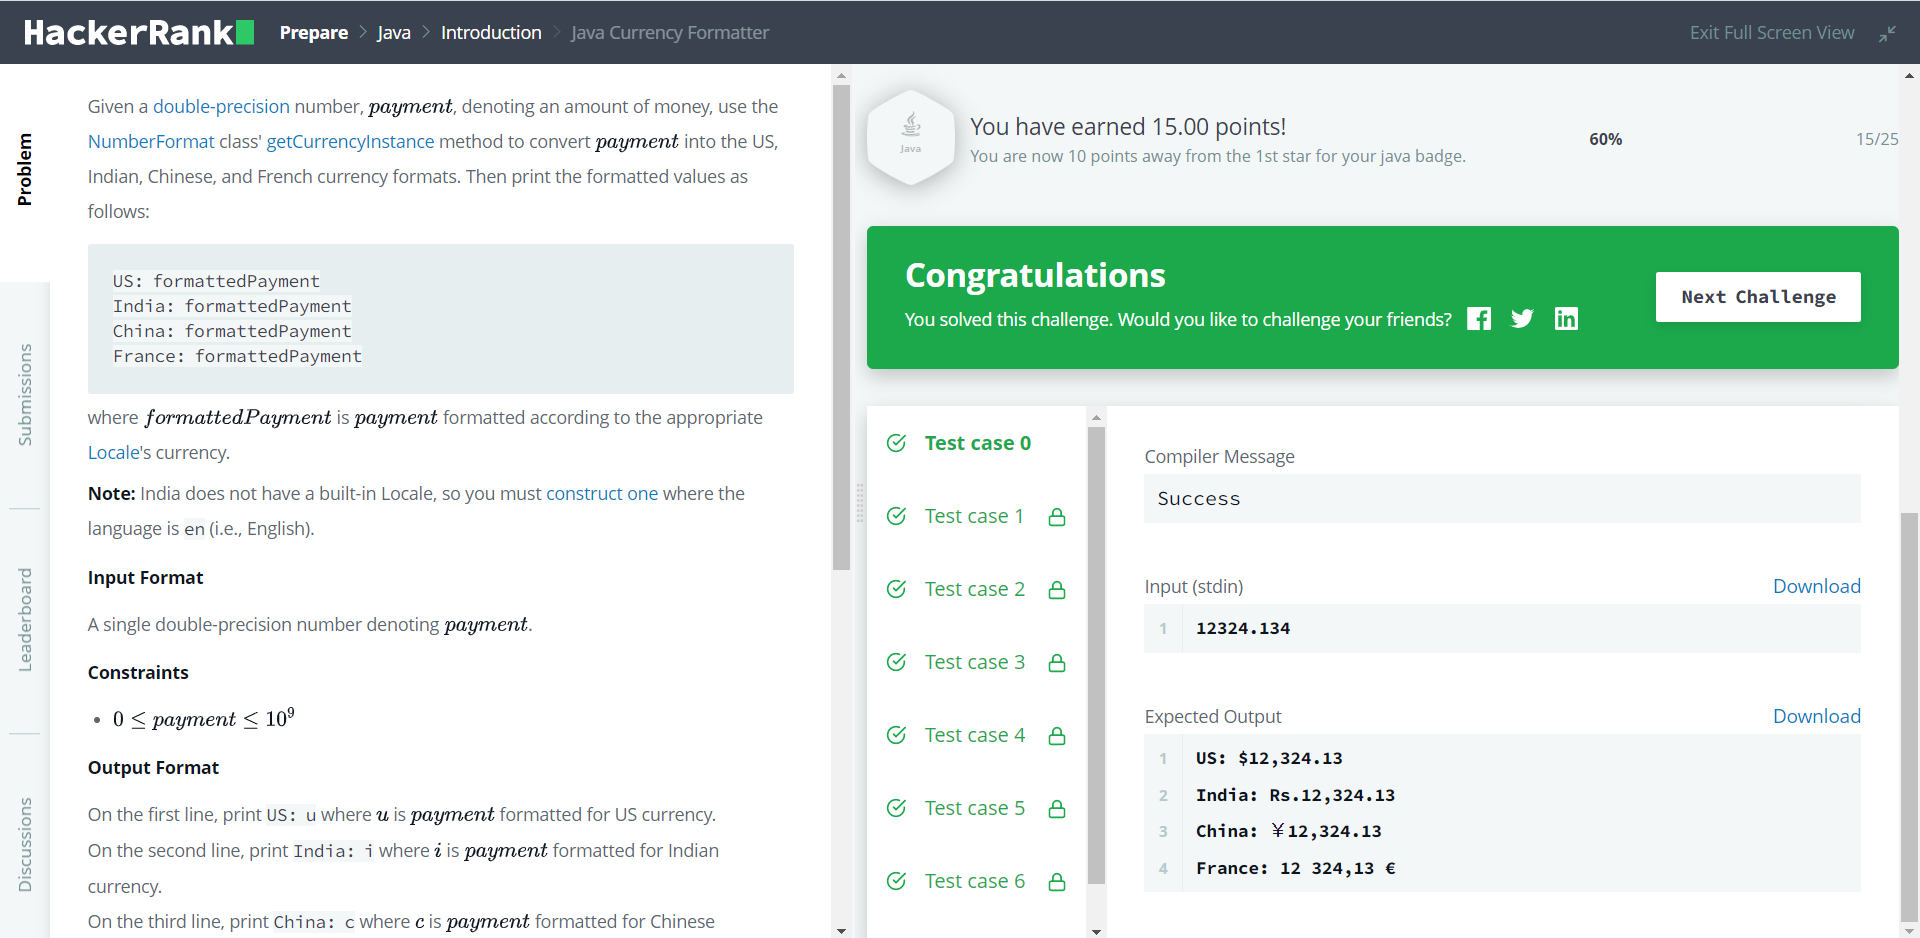 HackerRank Prepare > Java > Introduction > Java Currency Formatter Exit Full Screen View
Problem
Submissions
Leaderboard
Discussions
Given a double-precision number, payment, denoting an amount of money, use the
NumberFormat class' getCurrencyInstance method to convert payment into the US,
Indian, Chinese, and French currency formats. Then print the formatted values as
follows:
US: formattedPayment
India: formattedPayment
China: formattedPayment
France: formattedPayment
where formattedPayment is payment formatted according to the appropriate
Locale's currency.
Note: India does not have a built-in Locale, so you must construct one where the
language is en (i.e., English).
Input Format
A single double-precision number denoting payment.
Constraints
• 0 ≤ payment ≤ 10⁹
Output Format
On the first line, print US: u where u is payment formatted for US currency.
On the second line, print India: i where i is payment formatted for Indian
currency.
On the third line, print China: c where c is payment formatted for Chinese
Java
You have earned 15.00 points!
You are now 10 points away from the 1st star for your java badge.
60%
15/25
Congratulations
You solved this challenge. Would you like to challenge your friends?
Next Challenge
Test case 0
Test case 1
Test case 2
Test case 3
Test case 4
Test case 5
Test case 6
Compiler Message
Success
Input (stdin) Download
1 12324.134
Expected Output Download
1 US: $12,324.13
2 India: Rs.12,324.13
3 China: ￥12,324.13
4 France: 12 324,13 €